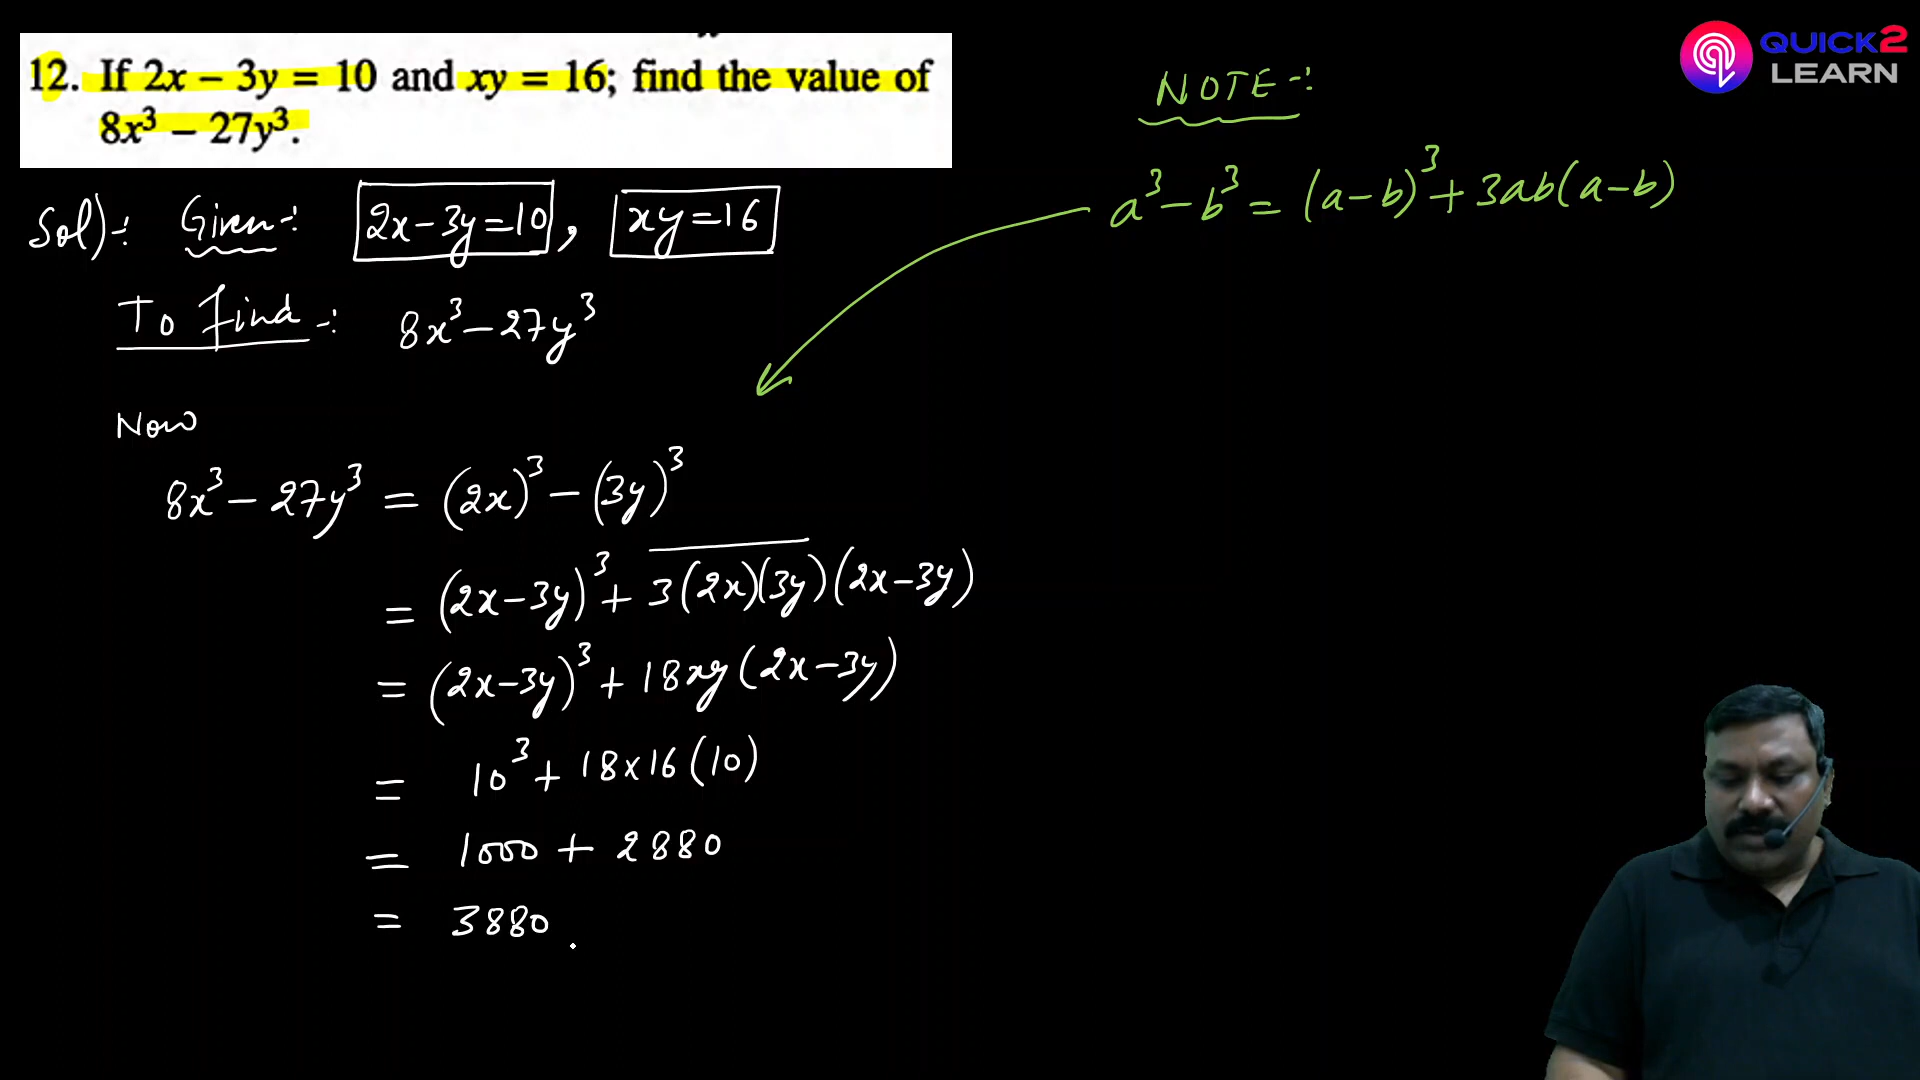 12. If 2x – 3y = 10 and xy = 16; find the value of
8x³ – 27y³.
QUICK2
LEARN
NOTE-:
a³-b³ = (a-b)³+3ab(a-b)
Sol)-: Given-: 2x-3y=10, xy=16
To find-: 8x³-27y³
Now
8x³-27y³ = (2x)³-(3y)³
= (2x-3y)³+3(2x)(3y)(2x-3y)
= (2x-3y)³+18xy(2x-3y)
= 10³+18×16(10)
= 1000+2880
= 3880.